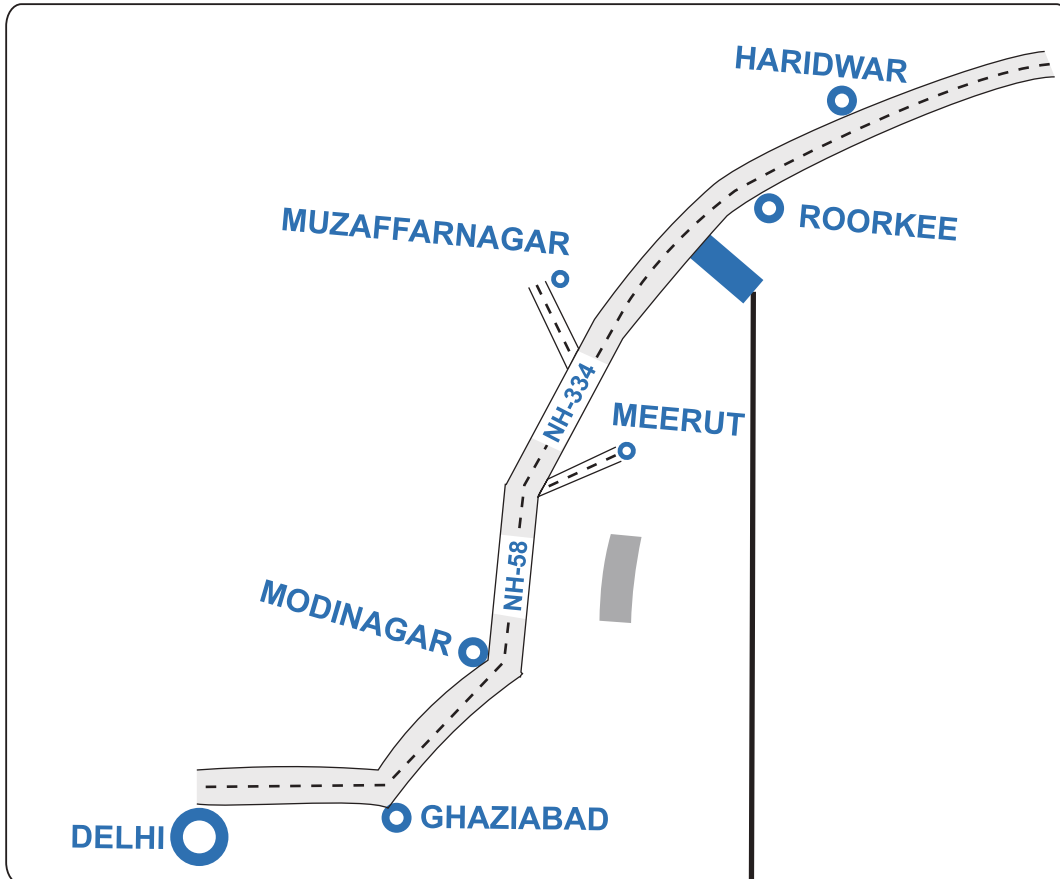 HARIDWAR
ROORKEE
MUZAFFARNAGAR
NH-334
MEERUT
NH-58
MODINAGAR
GHAZIABAD
DELHI